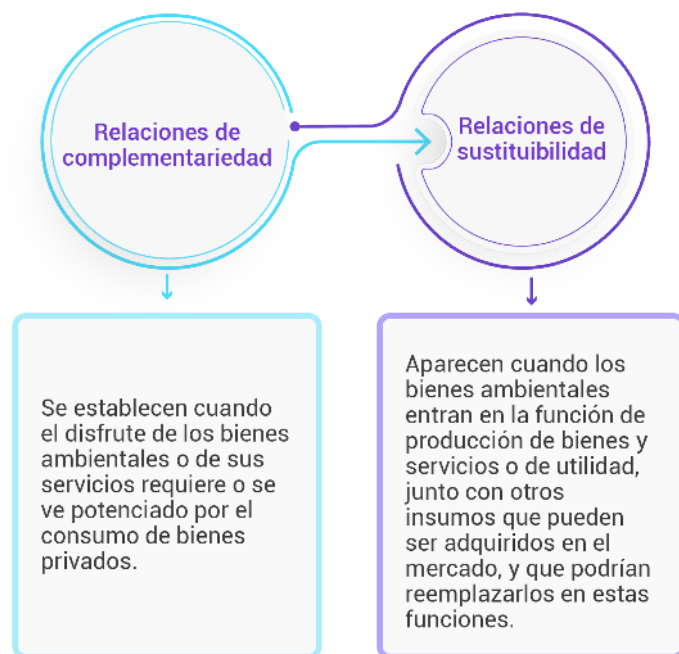 Relaciones de
complementariedad
Relaciones de
sustituibilidad
Se establecen cuando
el disfrute de los bienes
ambientales o de sus
servicios requiere o se
ve potenciado por el
consumo de bienes
privados.
Aparecen cuando los
bienes ambientales
entran en la función de
producción de bienes y
servicios o de utilidad,
junto con otros
insumos que pueden
ser adquiridos en el
mercado, y que podrían
reemplazarlos en estas
funciones.